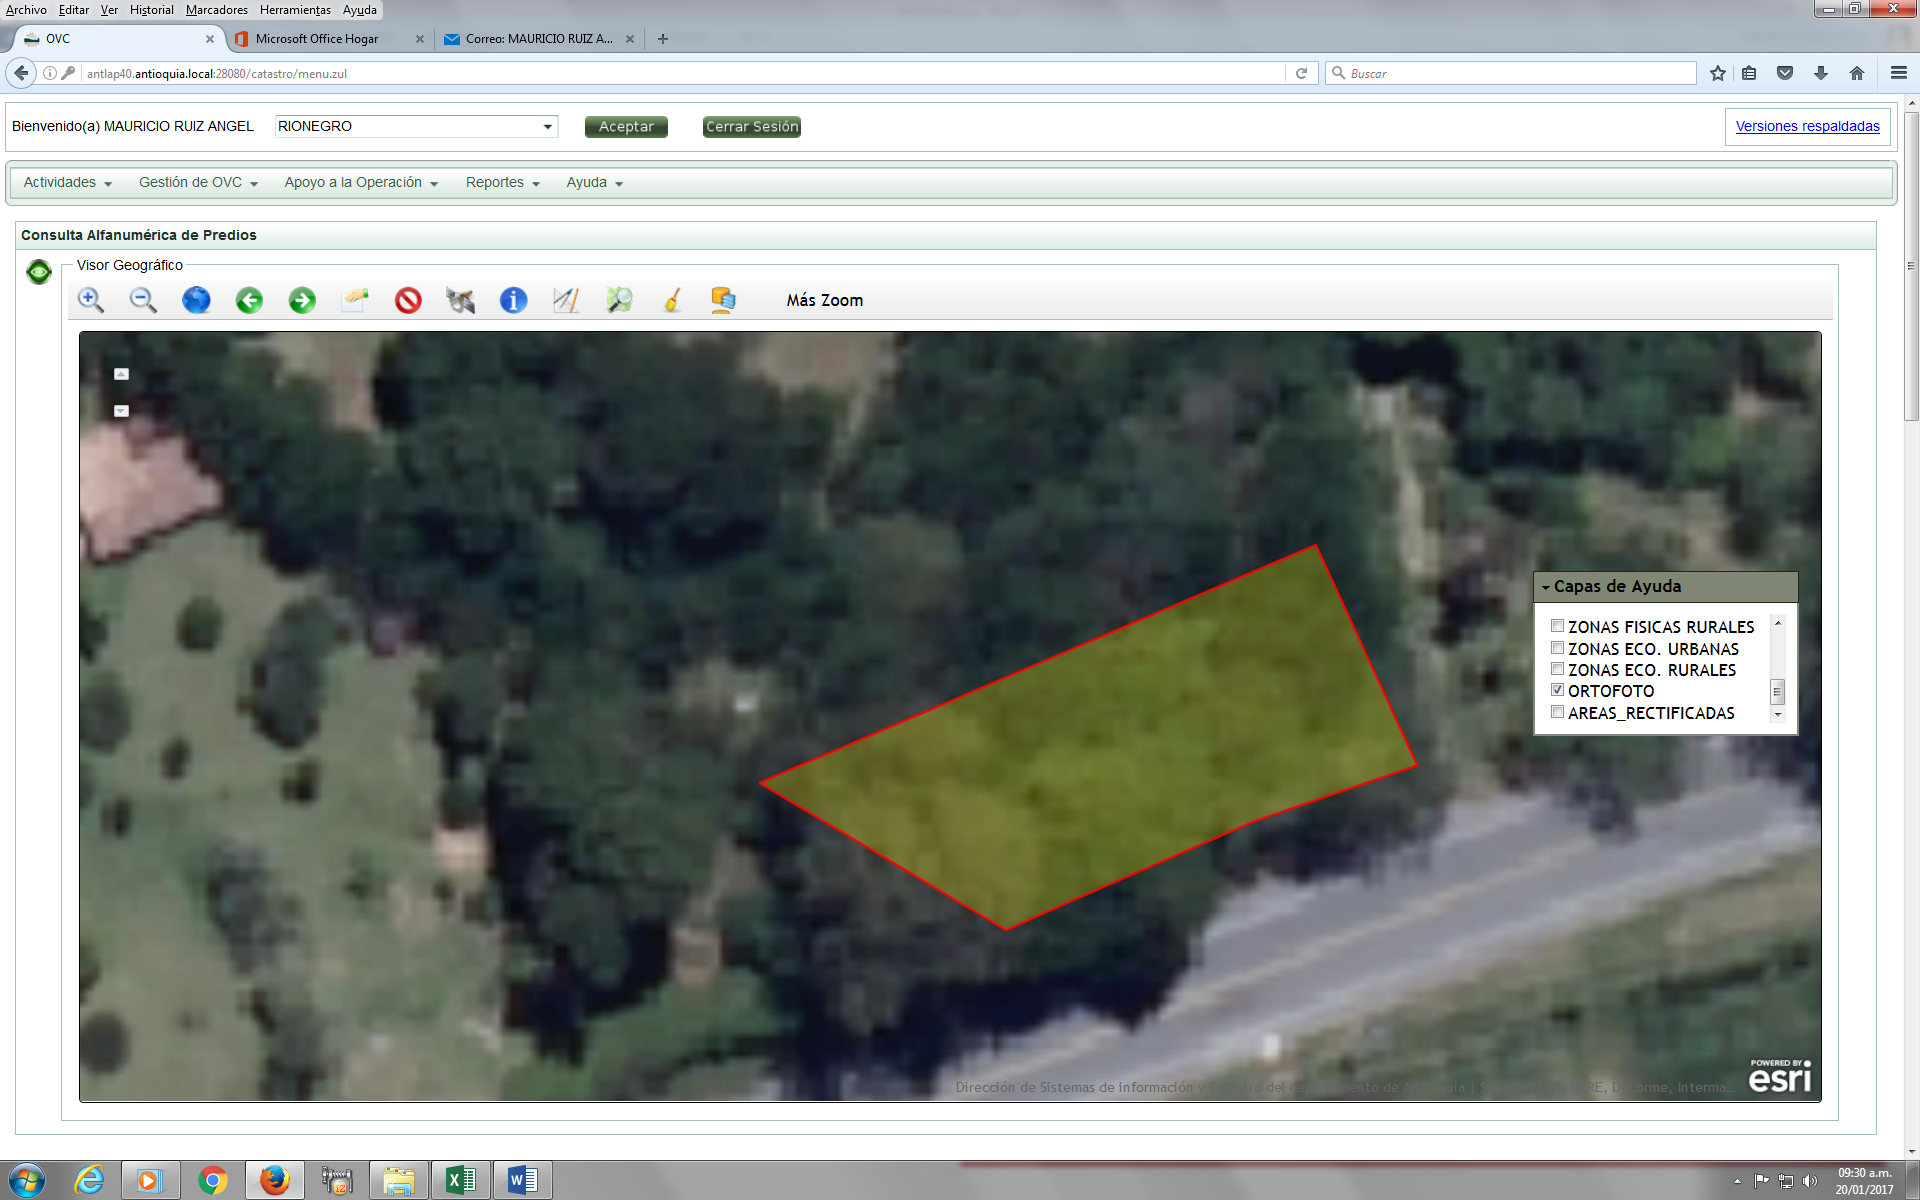 Archivo Editar Ver Historial Marcadores Herramientas Ayuda
OVC Microsoft Office Hogar Correo: MAURICIO RUIZ A...
antlap40.antioquia.local:28080/catastro/menu.zul Buscar
Bienvenido(a) MAURICIO RUIZ ANGEL RIONEGRO Aceptar Cerrar Sesión Versiones respaldadas
Actividades Gestión de OVC Apoyo a la Operación Reportes Ayuda
Consulta Alfanumérica de Predios
Visor Geográfico
Más Zoom
Capas de Ayuda
ZONAS FISICAS RURALES
ZONAS ECO. URBANAS
ZONAS ECO. RURALES
ORTOFOTO
AREAS_RECTIFICADAS
POWERED BY
esri
Dirección de Sistemas de información y del de
09:30 a.m.
20/01/2017